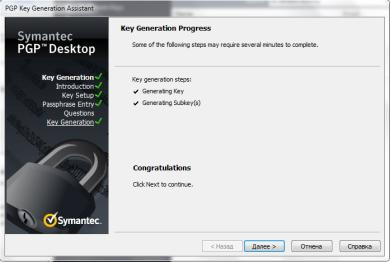 PGP Key Generation Assistant
Symantec
PGP™ Desktop
Key Generation
Introduction
Key Setup
Passphrase Entry
Questions
Key Generation
Symantec.
Key Generation Progress
Some of the following steps may require several minutes to complete.
Key generation steps:
Generating Key
Generating Subkey(s)
Congratulations
Click Next to continue.
< Назад
Далее >
Отмена
Справка